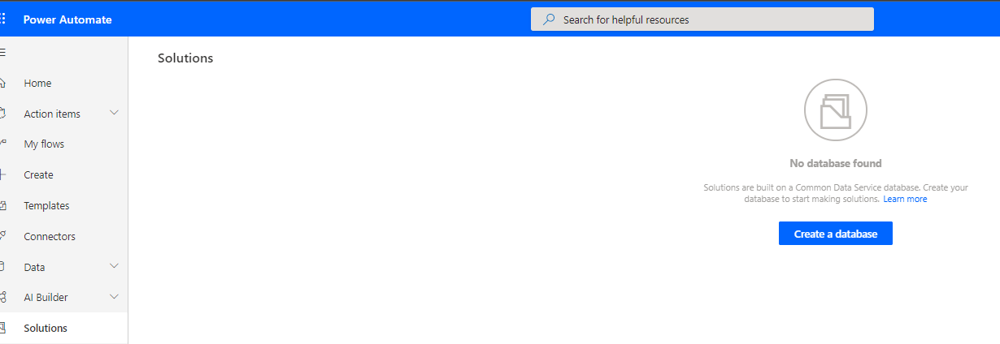 Power Automate
Search for helpful resources
Solutions
Home
Action items
My flows
Create
Templates
Connectors
Data
AI Builder
Solutions
No database found
Solutions are built on a Common Data Service database. Create your
database to start making solutions. Learn more
Create a database